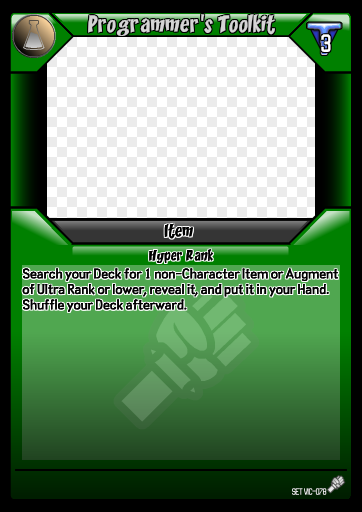 Programmer's Toolkit
3
Item
Hyper Rank
Search your Deck for 1 non-Character Item or Augment
of Ultra Rank or lower, reveal it, and put it in your Hand.
Shuffle your Deck afterward.
SET VIC-078